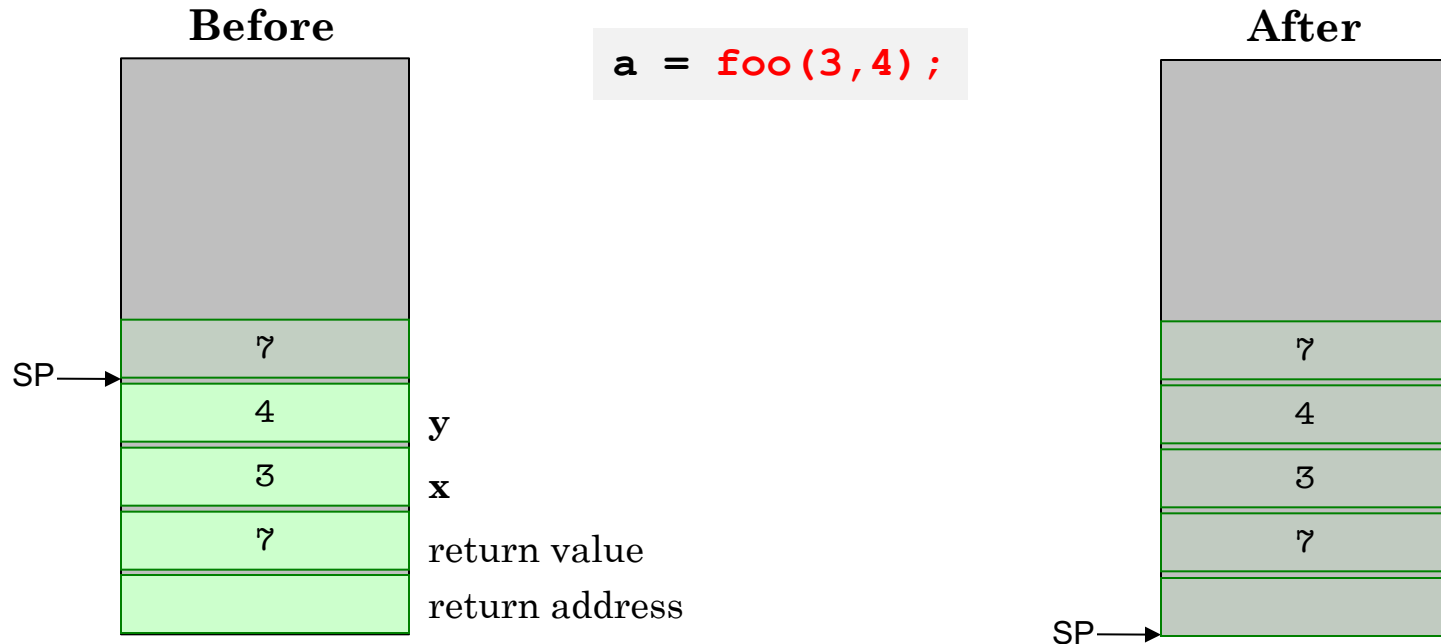 Before
a = foo(3,4);
After
7
SP
4
y
3
x
7
return value
return address
7
4
3
7
SP